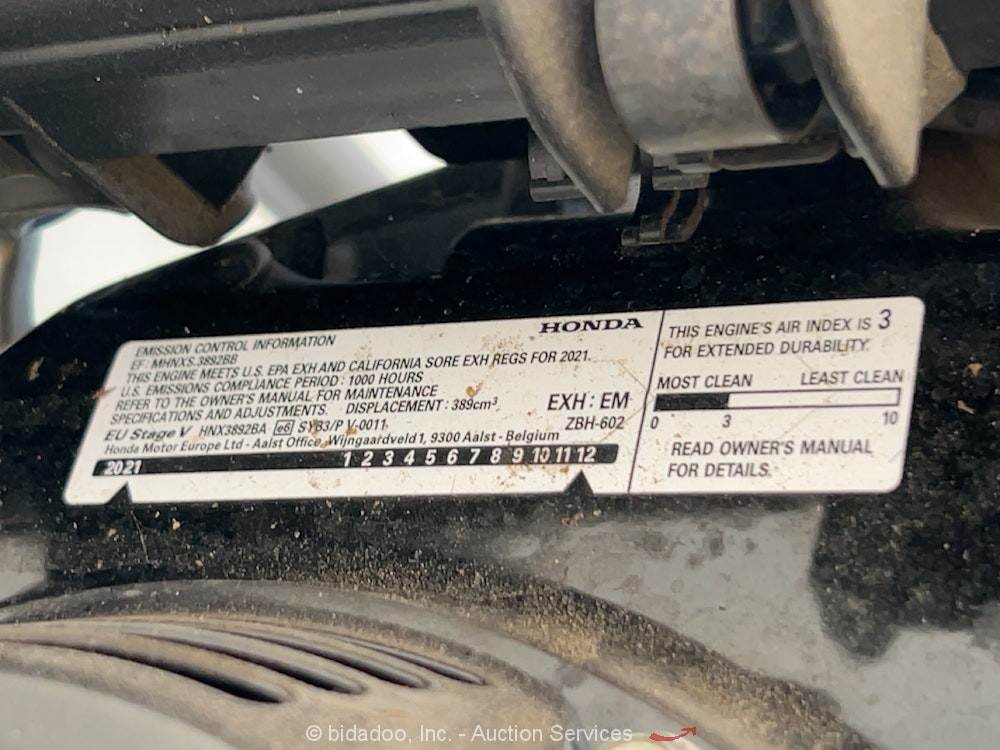 EMISSION CONTROL INFORMATION
HONDA
EF: MHNXS.3892BB
THIS ENGINE MEETS U.S. EPA EXH AND CALIFORNIA SORE EXH REGS FOR 2021.
U.S. EMISSIONS COMPLIANCE PERIOD: 1000 HOURS
REFER TO THE OWNER'S MANUAL FOR MAINTENANCE
SPECIFICATIONS AND ADJUSTMENTS. DISPLACEMENT: 389cm³
EXH: EM
EU Stage V HNX3892BA e6 SYB3/P V-0011
ZBH-602
Honda Motor Europe Ltd - Aalst Office, Wijngaardveld 1, 9300 Aalst - Belgium
2021 1 2 3 4 5 6 7 8 9 10 11 12
THIS ENGINE'S AIR INDEX IS 3
FOR EXTENDED DURABILITY.
MOST CLEAN LEAST CLEAN
0 3 10
READ OWNER'S MANUAL
FOR DETAILS.
© bidadoo, Inc. - Auction Services